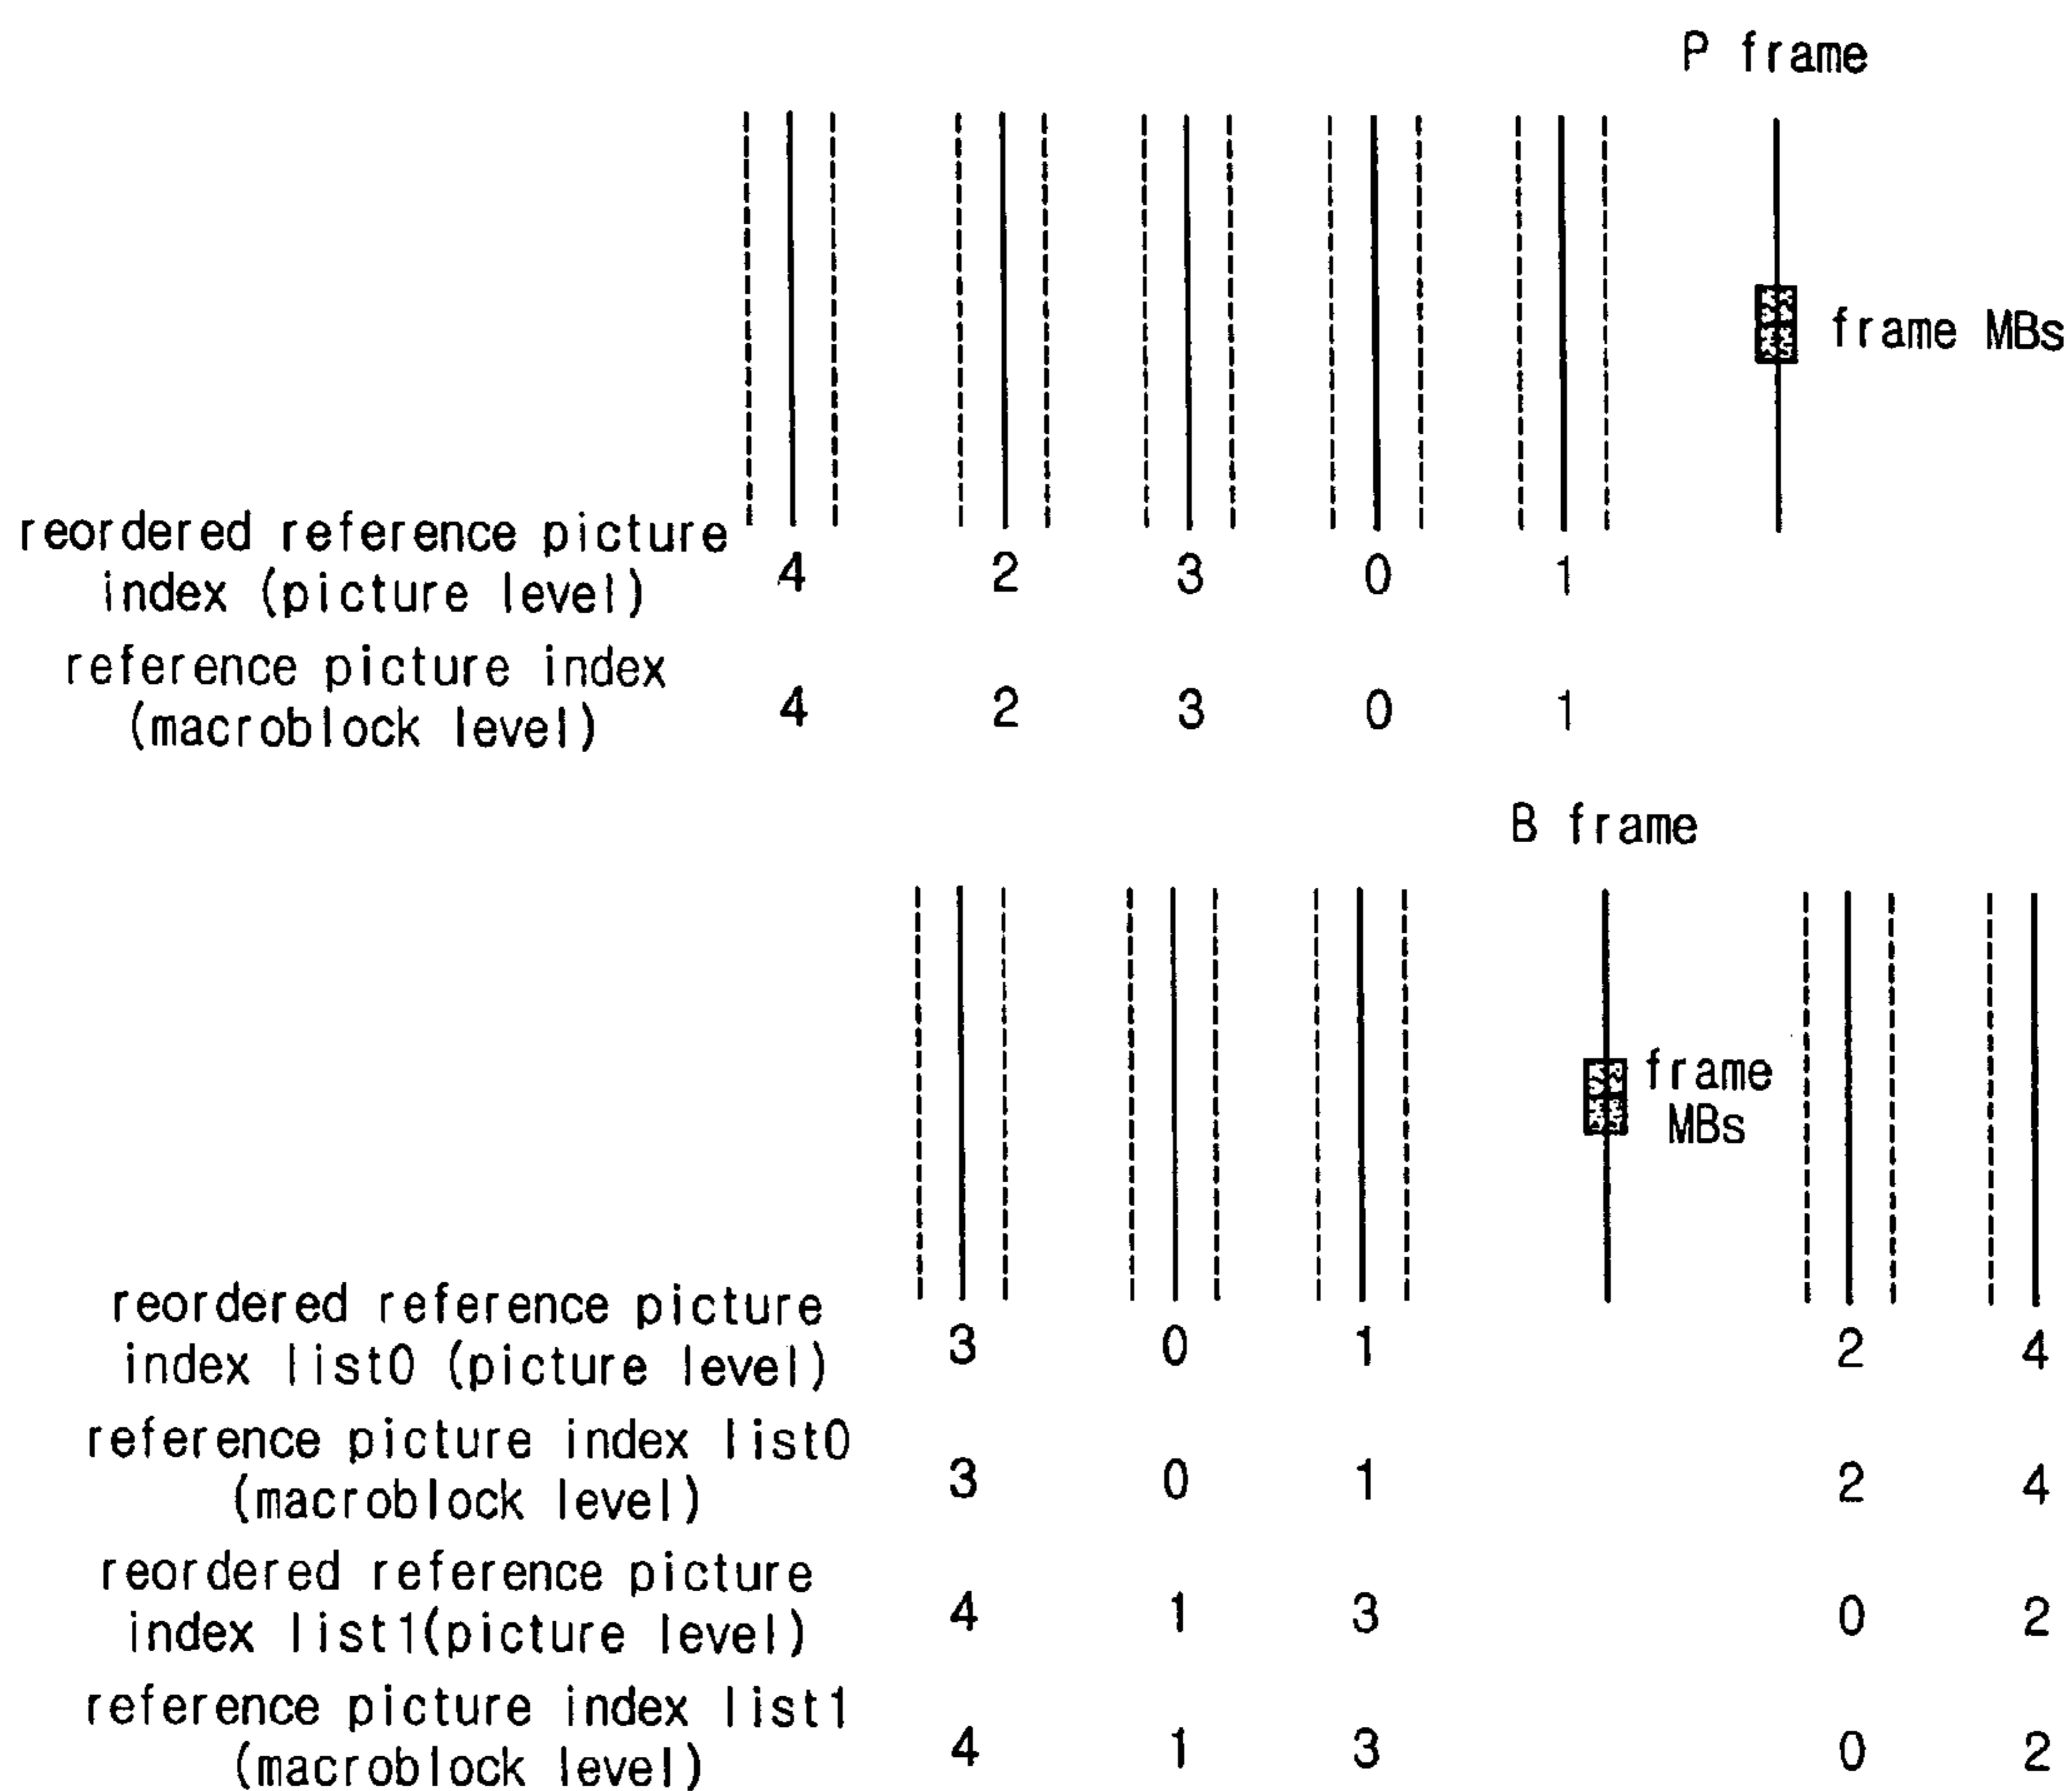 P frame
frame MBs
reordered reference picture
index (picture level) 4 2 3 0 1
reference picture index
(macroblock level) 4 2 3 0 1
B frame
frame
MBs
reordered reference picture
index list0 (picture level) 3 0 1 2 4
reference picture index list0
(macroblock level) 3 0 1 2 4
reordered reference picture
index list1(picture level) 4 1 3 0 2
reference picture index list1
(macroblock level) 4 1 3 0 2